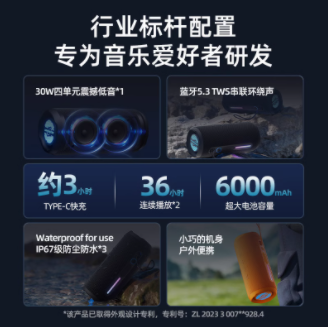 行业标杆配置
专为音乐爱好者研发
30W四单元震撼低音*1
蓝牙5.3 TWS串联环绕声
约3小时
TYPE-C快充
36小时
连续播放*2
6000mAh
超大电池容量
Waterproof for use
IP67级防尘防水*3
小巧的机身
户外便携
*该产品已取得外观设计专利，专利号：ZL 2023 3 007**928.4